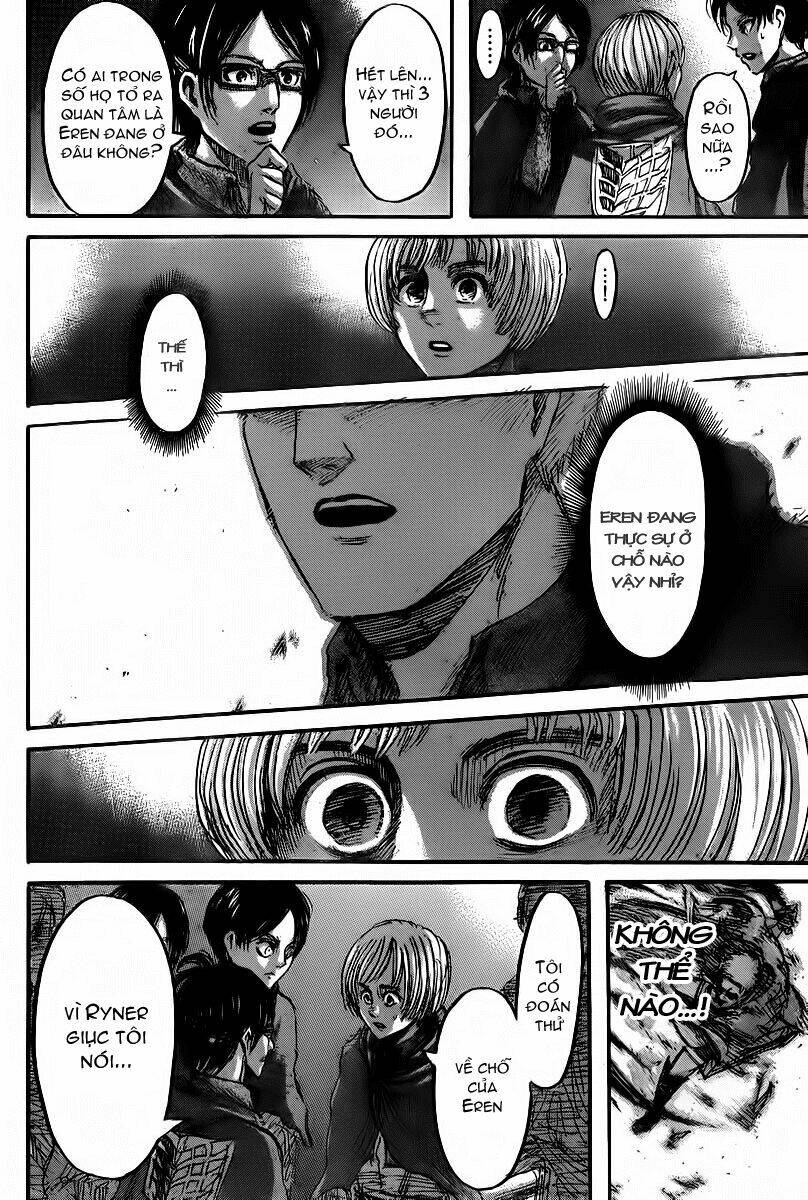 ......
RỒI
SAO
NỮA
...?
HÉT LÊN...
VẬY THÌ 3
NGƯỜI
ĐÓ...
CÓ AI TRONG
SỐ HỌ TỎ RA
QUAN TÂM LÀ
EREN ĐANG Ở
ĐÂU KHÔNG?
...!
THẾ
THÌ
...
EREN ĐANG
THỰC SỰ Ở
CHỖ NÀO
VẬY NHỈ?
KHÔNG
THỂ
NÀO...!
TÔI
CÓ
ĐOÁN
THỬ
VỀ CHỖ
CỦA
EREN
VÌ RYNER
GIỤC TÔI
NÓI...